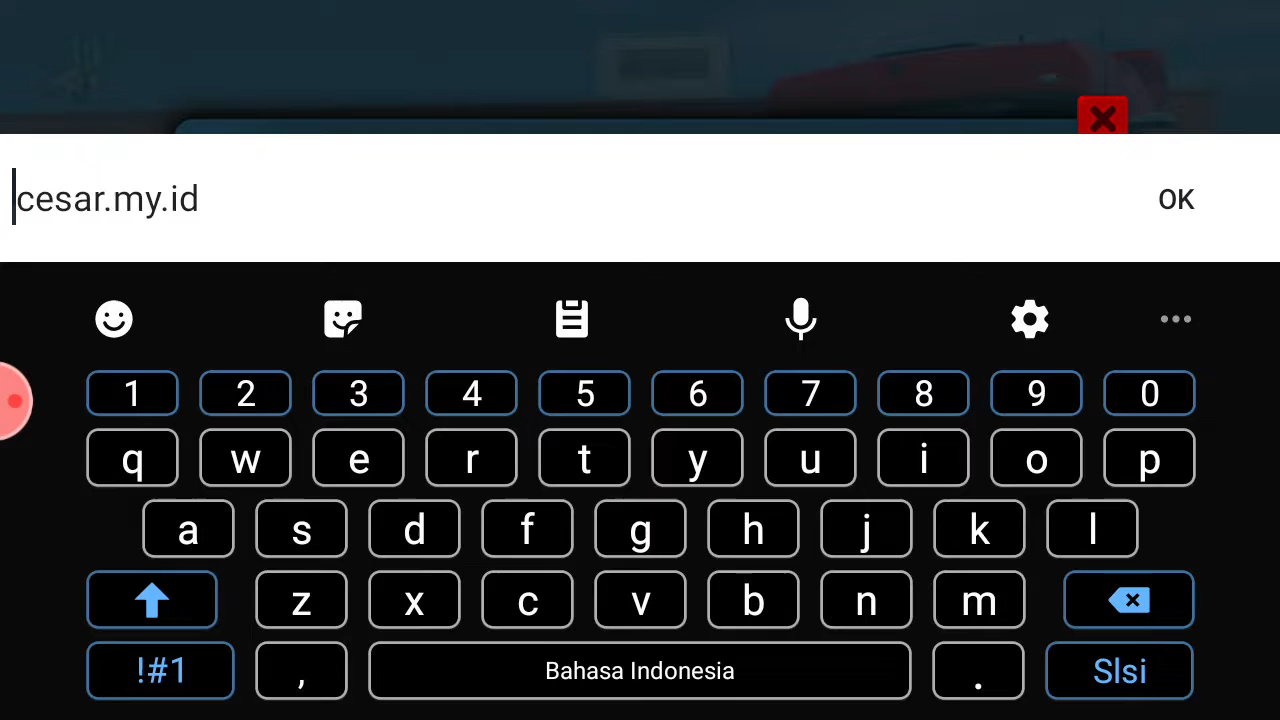 cesar.my.id
OK
1 2 3 4 5 6 7 8 9 0
q w e r t y u i o p
a s d f g h j k l
z x c v b n m
!#1 , Bahasa Indonesia . Slsi